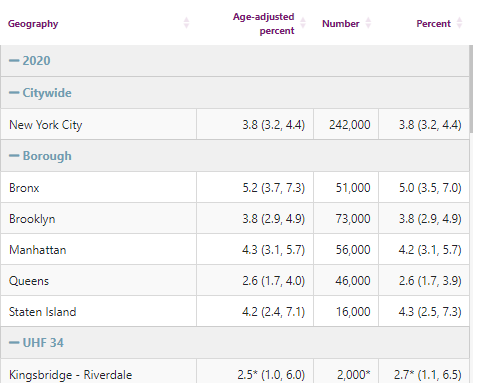 Geography Age-adjusted percent Number Percent
2020
Citywide
New York City 3.8 (3.2, 4.4) 242,000 3.8 (3.2, 4.4)
Borough
Bronx 5.2 (3.7, 7.3) 51,000 5.0 (3.5, 7.0)
Brooklyn 3.8 (2.9, 4.9) 73,000 3.8 (2.9, 4.9)
Manhattan 4.3 (3.1, 5.7) 56,000 4.2 (3.1, 5.7)
Queens 2.6 (1.7, 4.0) 46,000 2.6 (1.7, 3.9)
Staten Island 4.2 (2.4, 7.1) 16,000 4.3 (2.5, 7.3)
UHF 34
Kingsbridge - Riverdale 2.5* (1.0, 6.0) 2,000* 2.7* (1.1, 6.5)